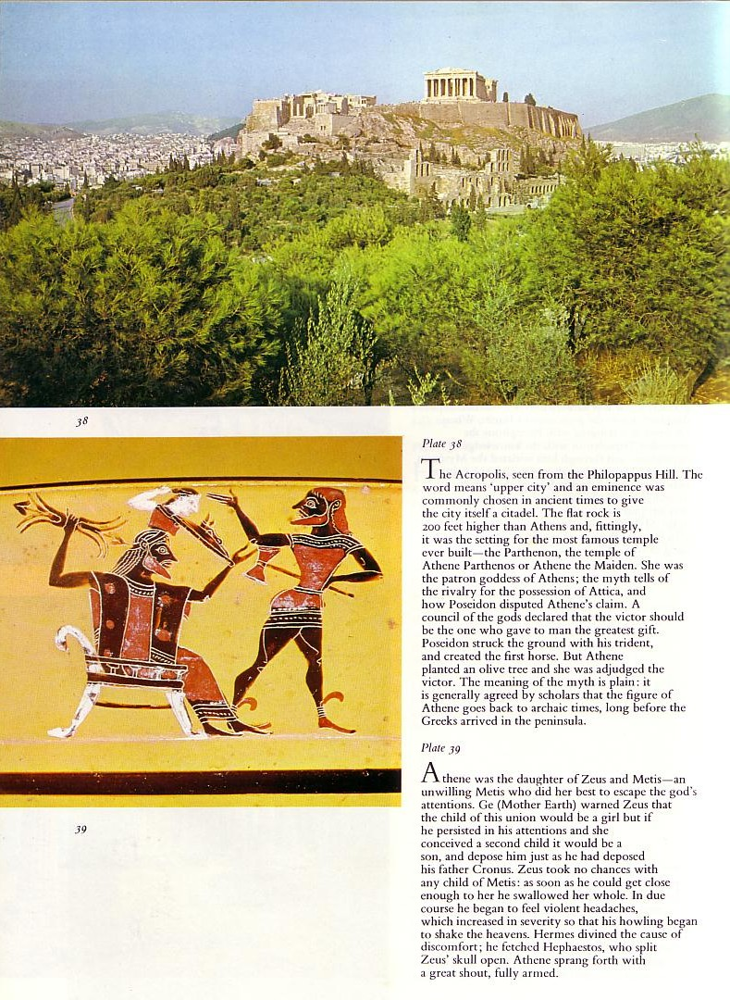 38
Plate 38
The Acropolis, seen from the Philopappus Hill. The
word means ‘upper city’ and an eminence was
commonly chosen in ancient times to give
the city itself a citadel. The flat rock is
200 feet higher than Athens and, fittingly,
it was the setting for the most famous temple
ever built—the Parthenon, the temple of
Athene Parthenos or Athene the Maiden. She was
the patron goddess of Athens; the myth tells of
the rivalry for the possession of Attica, and
how Poseidon disputed Athene’s claim. A
council of the gods declared that the victor should
be the one who gave to man the greatest gift.
Poseidon struck the ground with his trident,
and created the first horse. But Athene
planted an olive tree and she was adjudged the
victor. The meaning of the myth is plain: it
is generally agreed by scholars that the figure of
Athene goes back to archaic times, long before the
Greeks arrived in the peninsula.
Plate 39
Athene was the daughter of Zeus and Metis—an
unwilling Metis who did her best to escape the god’s
attentions. Ge (Mother Earth) warned Zeus that
the child of this union would be a girl but if
he persisted in his attentions and she
conceived a second child it would be a
son, and depose him just as he had deposed
his father Cronus. Zeus took no chances with
any child of Metis: as soon as he could get close
enough to her he swallowed her whole. In due
course he began to feel violent headaches,
which increased in severity so that his howling began
to shake the heavens. Hermes divined the cause of
discomfort; he fetched Hephaestos, who split
Zeus’ skull open. Athene sprang forth with
a great shout, fully armed.
39